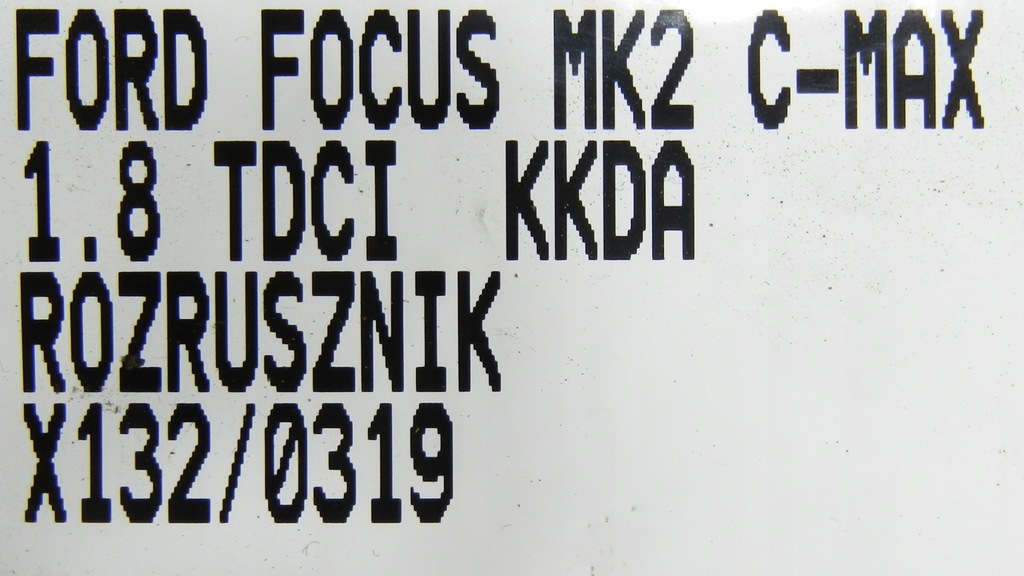 FORD FOCUS MK2 C-MAX
1.8 TDCI KKDA
ROZRUSZNIK
X132/0319